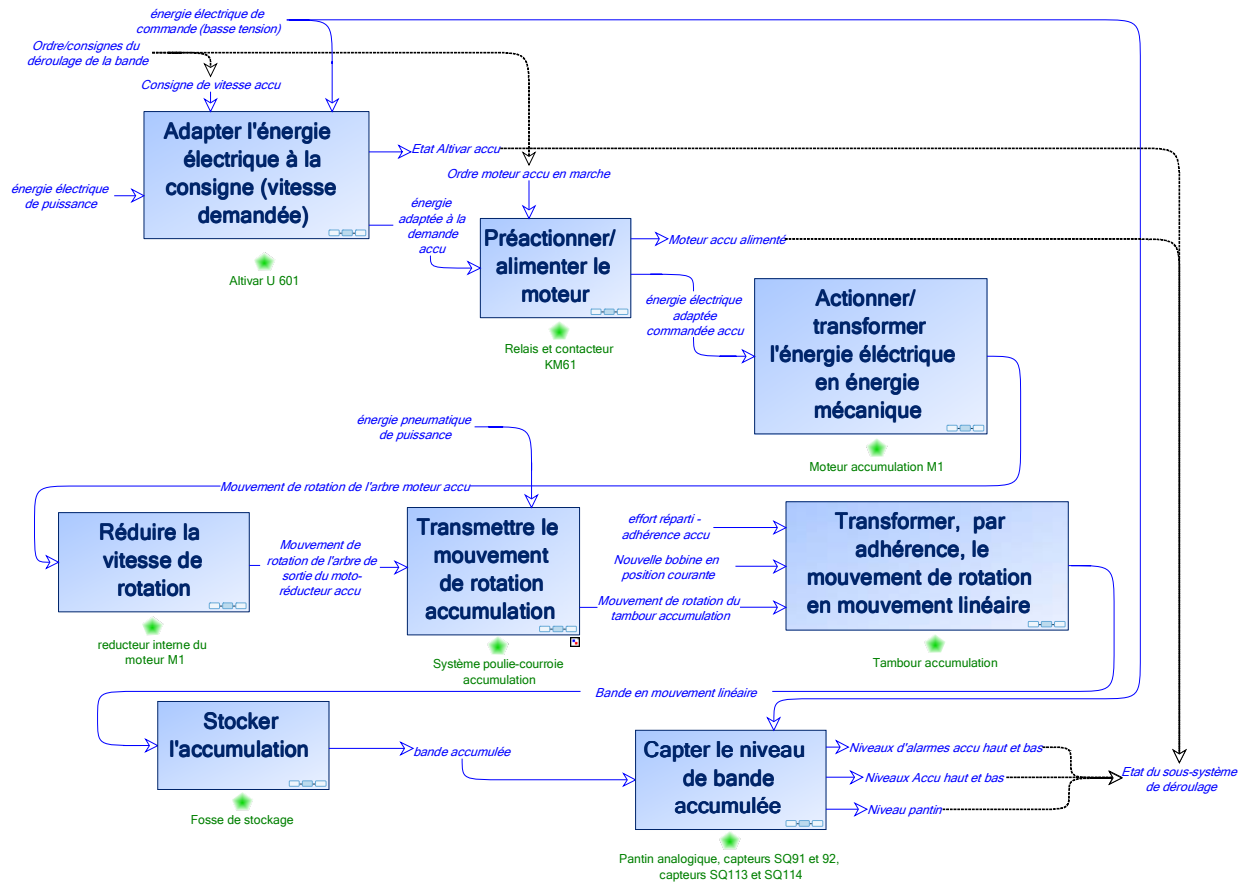 énergie électrique de
commande (basse tension)
Ordre/consignes du
déroulage de la bande
Consigne de vitesse accu
Adapter l'énergie
électrique à la
consigne (vitesse
demandée)
énergie électrique
de puissance
Altivar U 601
Etat Altivar accu
Ordre moteur accu en marche
énergie
adaptée à la
demande
accu
Préactionner/
alimenter le
moteur
Relais et contacteur
KM61
Moteur accu alimenté
énergie électrique
adaptée
commandée accu
Actionner/
transformer
l'énergie éléctrique
en énergie
mécanique
Moteur accumulation M1
énergie pneumatique
de puissance
Mouvement de rotation de l'arbre moteur accu
Réduire la
vitesse de
rotation
reducteur interne du
moteur M1
Mouvement de
rotation de l'arbre de
sortie du moto-
réducteur accu
Transmettre le
mouvement
de rotation
accumulation
Système poulie-courroie
accumulation
effort réparti -
adhérence accu
Nouvelle bobine en
position courante
Mouvement de rotation du
tambour accumulation
Transformer, par
adhérence, le
mouvement de rotation
en mouvement linéaire
Tambour accumulation
Bande en mouvement linéaire
Stocker
l'accumulation
Fosse de stockage
bande accumulée
Capter le niveau
de bande
accumulée
Pantin analogique, capteurs SQ91 et 92,
capteurs SQ113 et SQ114
Niveaux d'alarmes accu haut et bas
Niveaux Accu haut et bas
Niveau pantin
Etat du sous-système
de déroulage